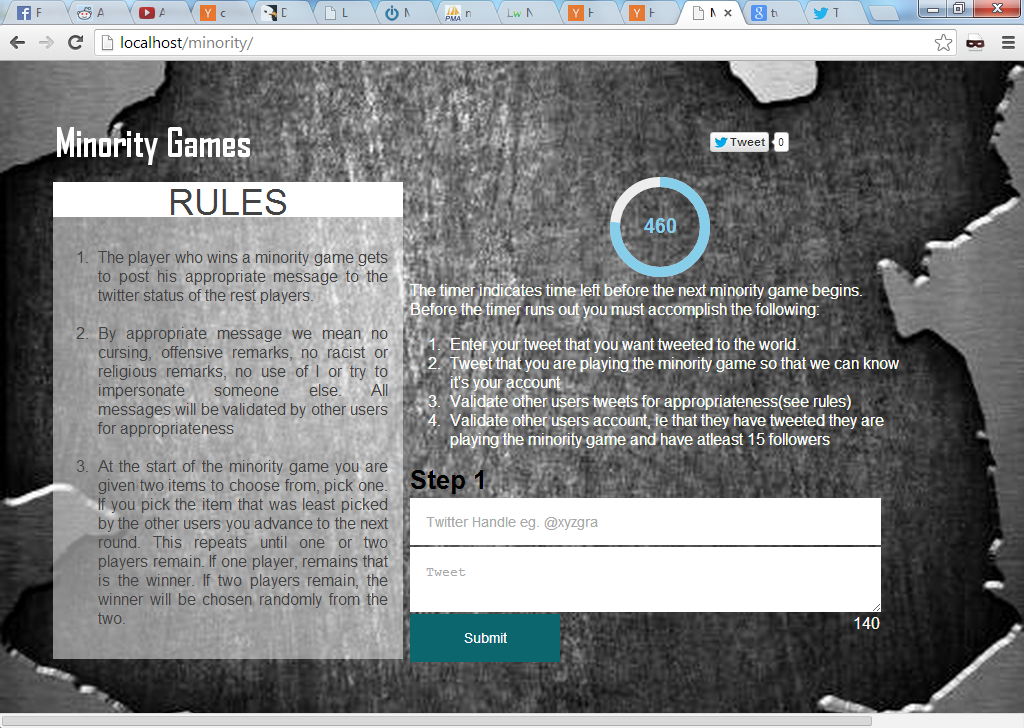 F
A
A
c
D
L
M
n
Lw N
H
H
M
tv
T
localhost/minority/
Minority Games
Tweet 0
RULES
1. The player who wins a minority game gets
to post his appropriate message to the
twitter status of the rest players.
2. By appropriate message we mean no
cursing, offensive remarks, no racist or
religious remarks, no use of I or try to
impersonate someone else. All
messages will be validated by other users
for appropriateness
3. At the start of the minority game you are
given two items to choose from, pick one.
If you pick the item that was least picked
by the other users you advance to the next
round. This repeats until one or two
players remain. If one player, remains that
is the winner. If two players remain, the
winner will be chosen randomly from the
two.
460
The timer indicates time left before the next minority game begins.
Before the timer runs out you must accomplish the following:
1. Enter your tweet that you want tweeted to the world.
2. Tweet that you are playing the minority game so that we can know
it's your account
3. Validate other users tweets for appropriateness(see rules)
4. Validate other users account, ie that they have tweeted they are
playing the minority game and have atleast 15 followers
Step 1
Twitter Handle eg. @xyzgra
Tweet
140
Submit